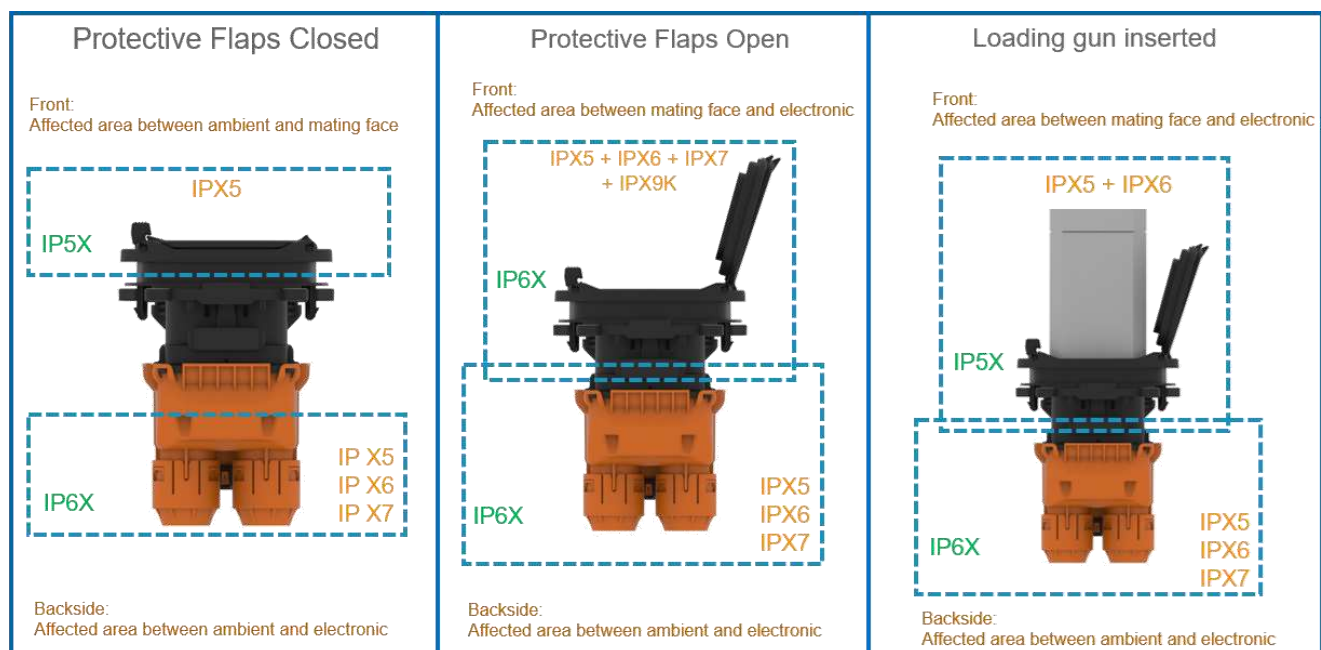 Protective Flaps Closed
Front:
Affected area between ambient and mating face
IPX5
IP5X
IP6X
IP X5
IP X6
IP X7
Backside:
Affected area between ambient and electronic
Protective Flaps Open
Front:
Affected area between mating face and electronic
IPX5 + IPX6 + IPX7
+ IPX9K
IP6X
IP6X
IPX5
IPX6
IPX7
Backside:
Affected area between ambient and electronic
Loading gun inserted
Front:
Affected area between mating face and electronic
IPX5 + IPX6
IP5X
IP6X
IPX5
IPX6
IPX7
Backside:
Affected area between ambient and electronic